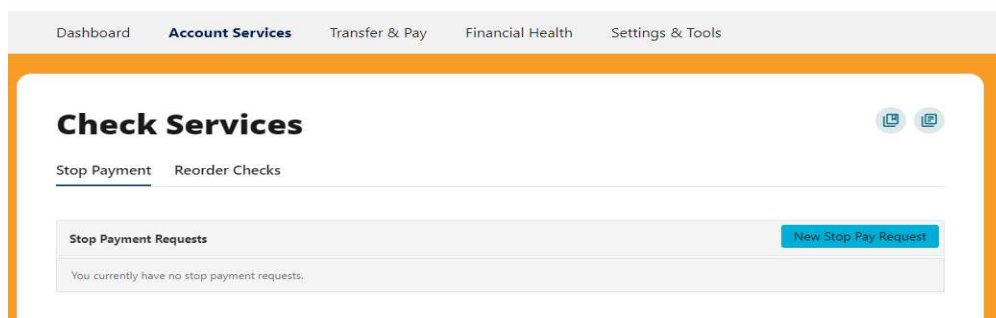 Dashboard Account Services Transfer & Pay Financial Health Settings & Tools
Check Services
Stop Payment Reorder Checks
Stop Payment Requests New Stop Pay Request
You currently have no stop payment requests.